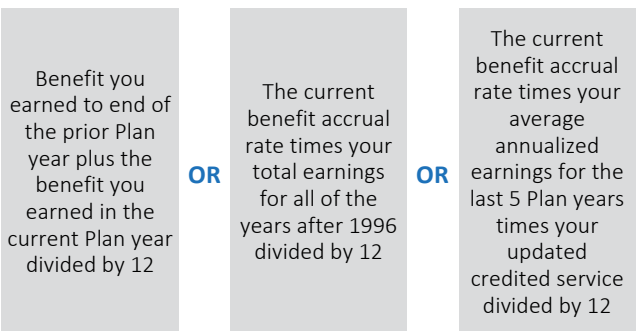 Benefit you
earned to end of
the prior Plan
year plus the
benefit you
earned in the
current Plan year
divided by 12
OR
The current
benefit accrual
rate times your
total earnings
for all of the
years after 1996
divided by 12
OR
The current
benefit accrual
rate times your
average
annualized
earnings for the
last 5 Plan years
times your
updated
credited service
divided by 12